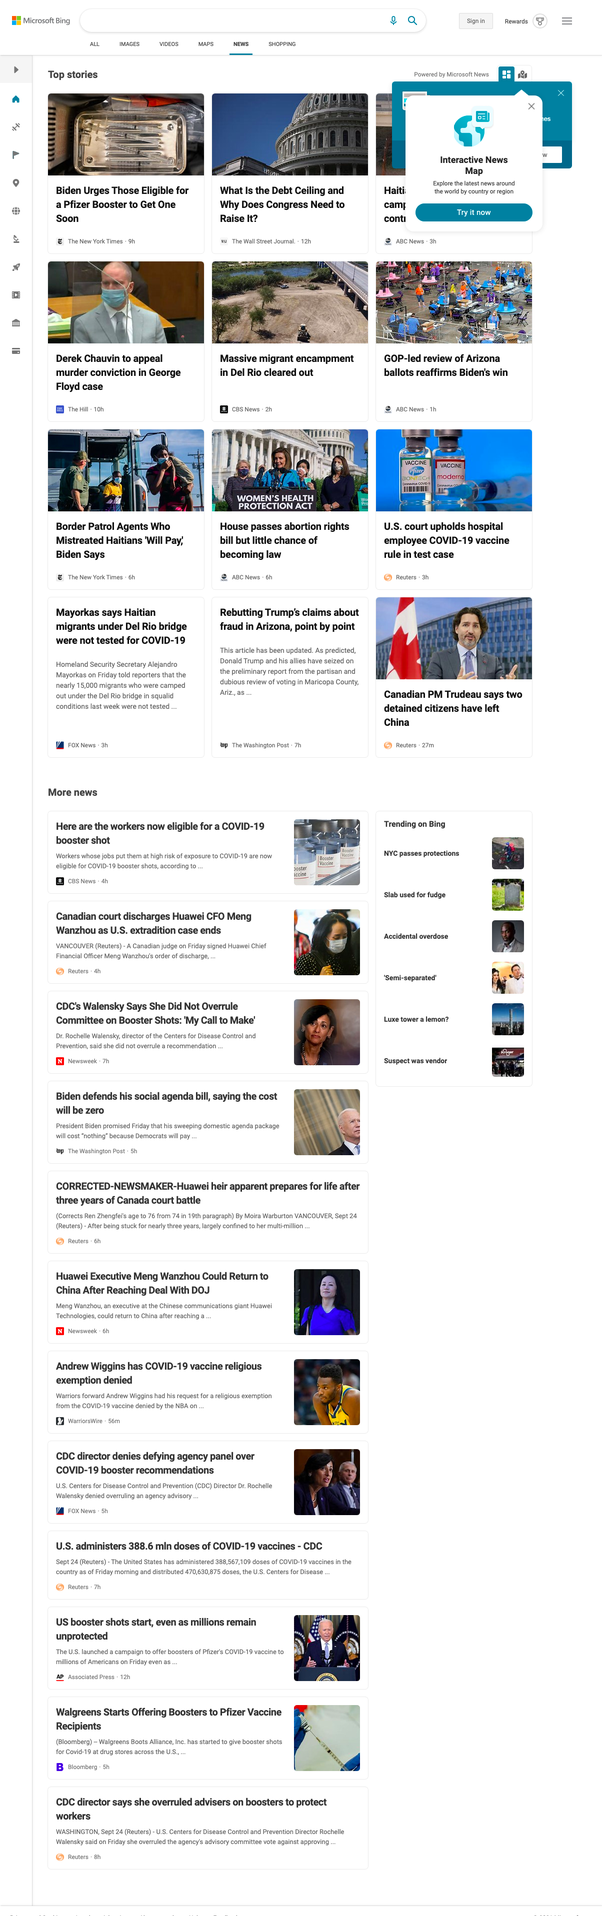 Microsoft Bing
Sign in
Rewards
ALL
IMAGES
VIDEOS
MAPS
NEWS
SHOPPING
Top stories
Powered by Microsoft News
Interactive News
Map
Explore the latest news around
the world by country or region
Try it now
Biden Urges Those Eligible for
a Pfizer Booster to Get One
Soon
The New York Times · 9h
What Is the Debt Ceiling and
Why Does Congress Need to
Raise It?
The Wall Street Journal. · 12h
Haiti
camp
contr
ABC News · 3h
Derek Chauvin to appeal
murder conviction in George
Floyd case
The Hill · 10h
Massive migrant encampment
in Del Rio cleared out
CBS News · 2h
GOP-led review of Arizona
ballots reaffirms Biden's win
ABC News · 1h
Border Patrol Agents Who
Mistreated Haitians 'Will Pay,'
Biden Says
The New York Times · 6h
WOMEN'S HEALTH
PROTECTION ACT
House passes abortion rights
bill but little chance of
becoming law
ABC News · 6h
VACCINE
VACCINE
moderna
U.S. court upholds hospital
employee COVID-19 vaccine
rule in test case
Reuters · 3h
Mayorkas says Haitian
migrants under Del Rio bridge
were not tested for COVID-19
Homeland Security Secretary Alejandro
Mayorkas on Friday told reporters that the
nearly 15,000 migrants who were camped
out under the Del Rio bridge in squalid
conditions last week were not tested ...
FOX News · 3h
Rebutting Trump's claims about
fraud in Arizona, point by point
This article has been updated. As predicted,
Donald Trump and his allies have seized on
the preliminary report from the partisan and
dubious review of voting in Maricopa County,
Ariz., as ...
The Washington Post · 7h
Canadian PM Trudeau says two
detained citizens have left
China
Reuters · 27m
More news
Here are the workers now eligible for a COVID-19
booster shot
Workers whose jobs put them at high risk of exposure to COVID-19 are now
eligible for COVID-19 booster shots, according to ...
CBS News · 4h
Canadian court discharges Huawei CFO Meng
Wanzhou as U.S. extradition case ends
VANCOUVER (Reuters) - A Canadian judge on Friday signed Huawei Chief
Financial Officer Meng Wanzhou's order of discharge, ...
Reuters · 4h
CDC's Walensky Says She Did Not Overrule
Committee on Booster Shots: 'My Call to Make'
Dr. Rochelle Walensky, director of the Centers for Disease Control and
Prevention, said she did not overrule a recommendation ...
Newsweek · 7h
Biden defends his social agenda bill, saying the cost
will be zero
President Biden promised Friday that his sweeping domestic agenda package
will cost "nothing" because Democrats will pay ...
The Washington Post · 5h
CORRECTED-NEWSMAKER-Huawei heir apparent prepares for life after
three years of Canada court battle
(Corrects Ren Zhengfei's age to 76 from 74 in 19th paragraph) By Moira Warburton VANCOUVER, Sept 24
(Reuters) - After being stuck for nearly three years, largely confined to her multi-million ...
Reuters · 6h
Huawei Executive Meng Wanzhou Could Return to
China After Reaching Deal With DOJ
Meng Wanzhou, an executive at the Chinese communications giant Huawei
Technologies, could return to China after reaching a ...
Newsweek · 6h
Andrew Wiggins has COVID-19 vaccine religious
exemption denied
Warriors forward Andrew Wiggins had his request for a religious exemption
from the COVID-19 vaccine denied by the NBA on ...
WarriorsWire · 56m
CDC director denies defying agency panel over
COVID-19 booster recommendations
U.S. Centers for Disease Control and Prevention (CDC) Director Dr. Rochelle
Walensky denied overruling an agency advisory ...
FOX News · 5h
U.S. administers 388.6 mln doses of COVID-19 vaccines - CDC
Sept 24 (Reuters) - The United States has administered 388,567,109 doses of COVID-19 vaccines in the
country as of Friday morning and distributed 470,630,875 doses, the U.S. Centers for Disease ...
Reuters · 7h
US booster shots start, even as millions remain
unprotected
The U.S. launched a campaign to offer boosters of Pfizer's COVID-19 vaccine to
millions of Americans on Friday even as ...
Associated Press · 12h
Walgreens Starts Offering Boosters to Pfizer Vaccine
Recipients
(Bloomberg) -- Walgreens Boots Alliance, Inc. has started to give booster shots
for Covid-19 at drug stores across the U.S., ...
Bloomberg · 5h
CDC director says she overruled advisers on boosters to protect
workers
WASHINGTON, Sept 24 (Reuters) - U.S. Centers for Disease Control and Prevention Director Rochelle
Walensky said on Friday she overruled the agency's advisory committee vote against approving ...
Reuters · 8h
Trending on Bing
NYC passes protections
Slab used for fudge
Accidental overdose
'Semi-separated'
Luxe tower a lemon?
Suspect was vendor